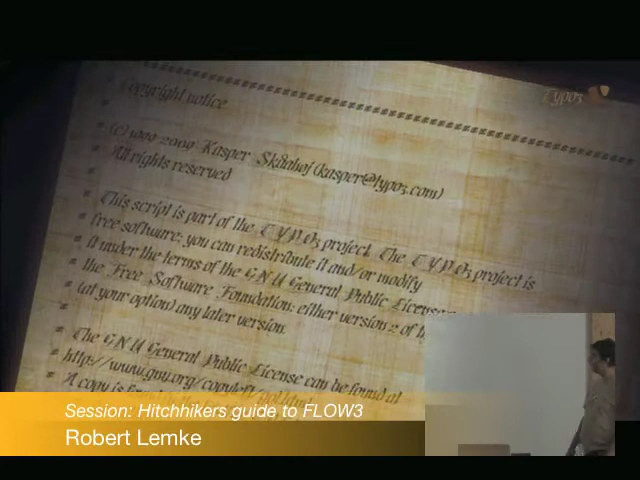 Copyright notice
Typo3
(c) 1999-2009 Kasper Skårhøj (kasper@typo3.com)
All rights reserved
This script is part of the TYPO3 project. The TYPO3 project is
free software; you can redistribute it and/or modify
it under the terms of the GNU General Public License
the Free Software Foundation; either version 2 of
(at your option) any later version.
The GNU General Public License can be found at
http://www.gnu.org/copyleft/gpl.html.
A copy is
Session: Hitchhikers guide to FLOW3
Robert Lemke